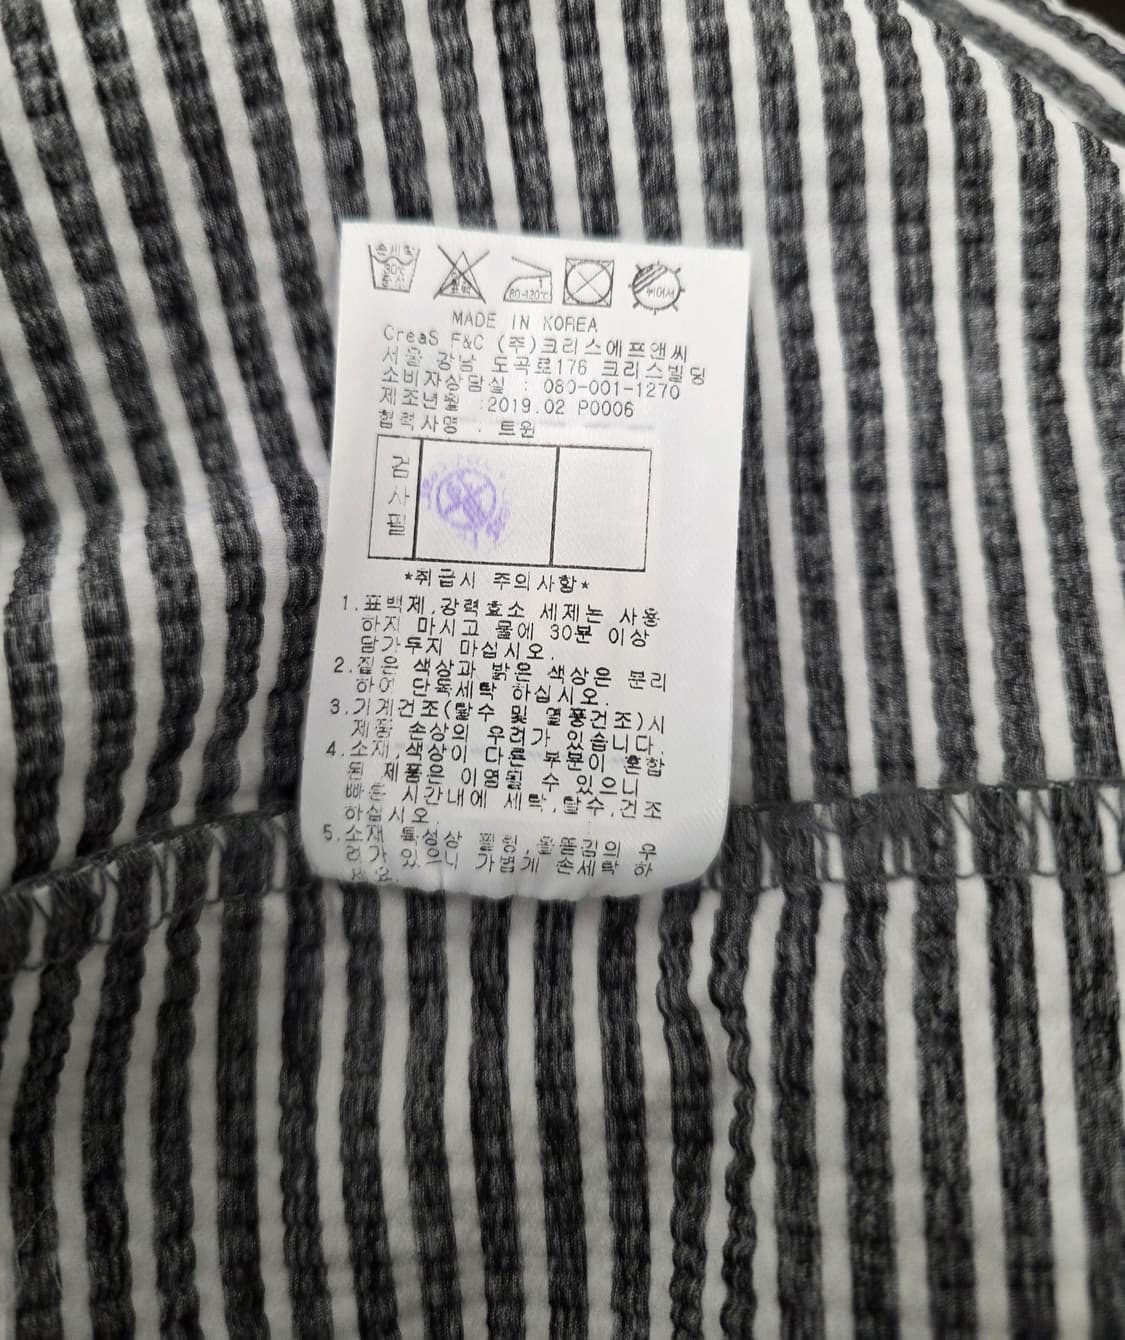 손세탁
30℃
중성
염소
표백
80-120℃
뉘어서
MADE IN KOREA
CreaS F&C (주)크리스에프앤씨
서울 강남 도곡로176 크리스빌딩
소비자상담실 : 080-001-1270
제조년월 :2019.02 P0006
협력사명 : 트윈
검
사
필
*취급시 주의사항*
1.표백제,강력효소 세제는 사용
하지 마시고 물에 30분 이상
담가두지 마십시오.
2.짙은 색상과 밝은 색상은 분리
하여 단독세탁 하십시오.
3.기계건조(탈수 및 열풍건조)시
제품 손상의 우려가 있습니다.
4.소재,색상이 다른 부분이 혼합
된 제품은 이염될 수 있으니
빠른 시간내에 세탁,탈수,건조
하십시오.
5.소재 특성상 필링,올뜯김의 우
려가 있으니 가볍게 손세탁 하
세요.